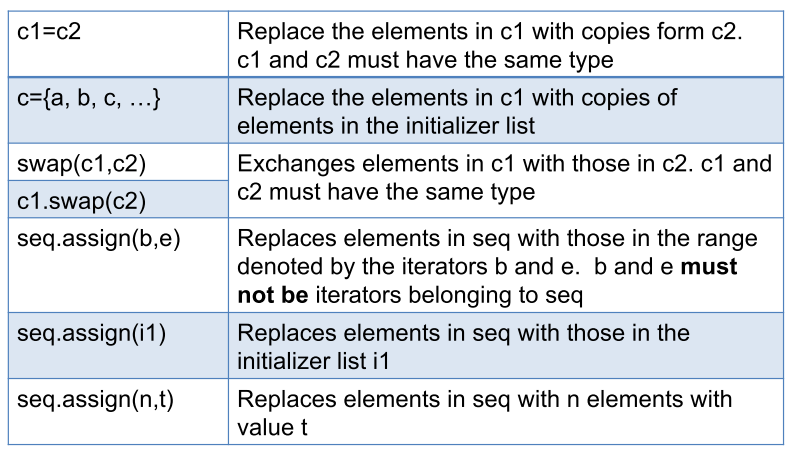 c1=c2
Replace the elements in c1 with copies form c2.
c1 and c2 must have the same type
c={a, b, c, …}
Replace the elements in c1 with copies of
elements in the initializer list
swap(c1,c2)
c1.swap(c2)
Exchanges elements in c1 with those in c2. c1 and
c2 must have the same type
seq.assign(b,e)
Replaces elements in seq with those in the range
denoted by the iterators b and e.  b and e must
not be iterators belonging to seq
seq.assign(i1)
Replaces elements in seq with those in the
initializer list i1
seq.assign(n,t)
Replaces elements in seq with n elements with
value t